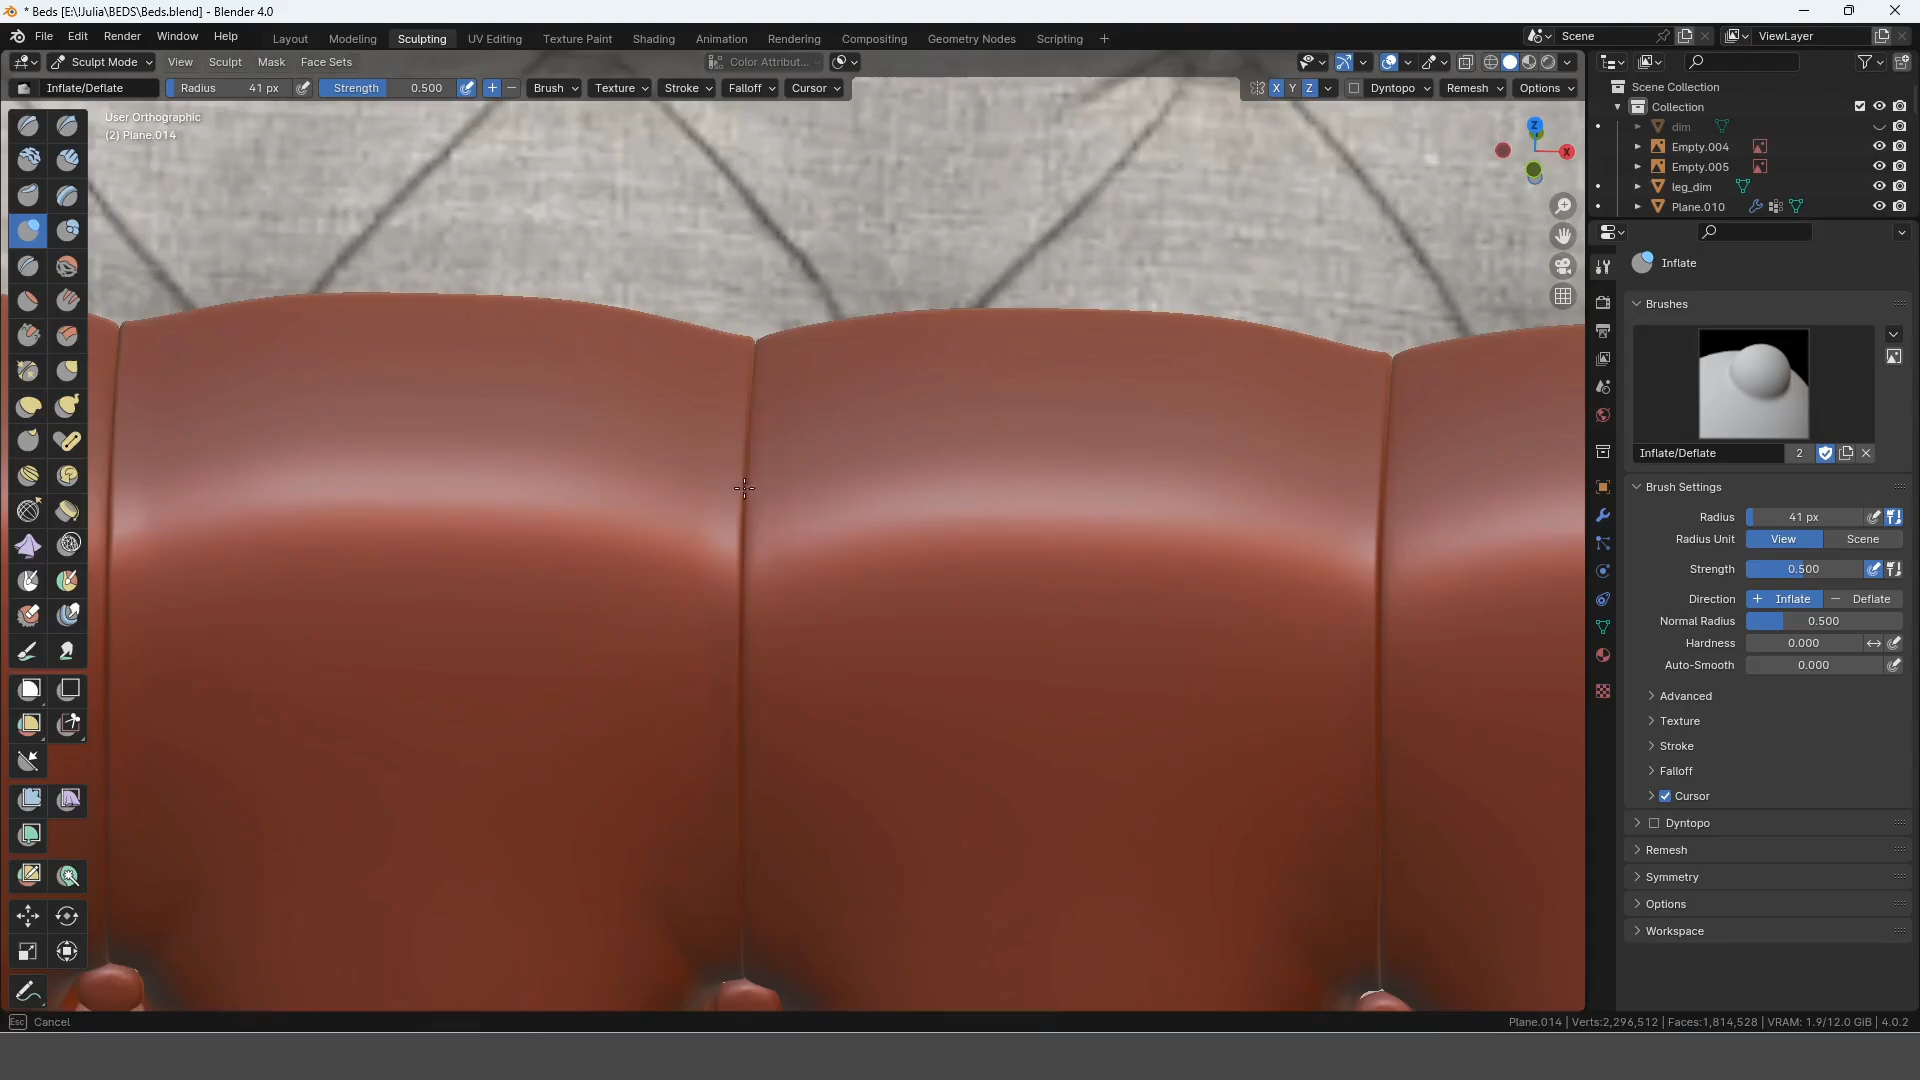 * Beds [E:\!Julia\BEDS\Beds.blend] - Blender 4.0
File Edit Render Window Help
Layout Modeling Sculpting UV Editing Texture Paint Shading Animation Rendering Compositing Geometry Nodes Scripting +
Scene
ViewLayer
Sculpt Mode View Sculpt Mask Face Sets
Color Attribut...
Inflate/Deflate Radius 41 px Strength 0.500 Brush Texture Stroke Falloff Cursor
X Y Z Dyntopo Remesh Options
User Orthographic
(2) Plane.014
Z
X
Scene Collection
Collection
dim
Empty.004
Empty.005
leg_dim
Plane.010
Inflate
Brushes
Inflate/Deflate 2
Brush Settings
Radius 41 px
Radius Unit View Scene
Strength 0.500
Direction + Inflate − Deflate
Normal Radius 0.500
Hardness 0.000
Auto-Smooth 0.000
Advanced
Texture
Stroke
Falloff
Cursor
Dyntopo
Remesh
Symmetry
Options
Workspace
Esc Cancel
Plane.014 | Verts:2,296,512 | Faces:1,814,528 | VRAM: 1.9/12.0 GiB | 4.0.2